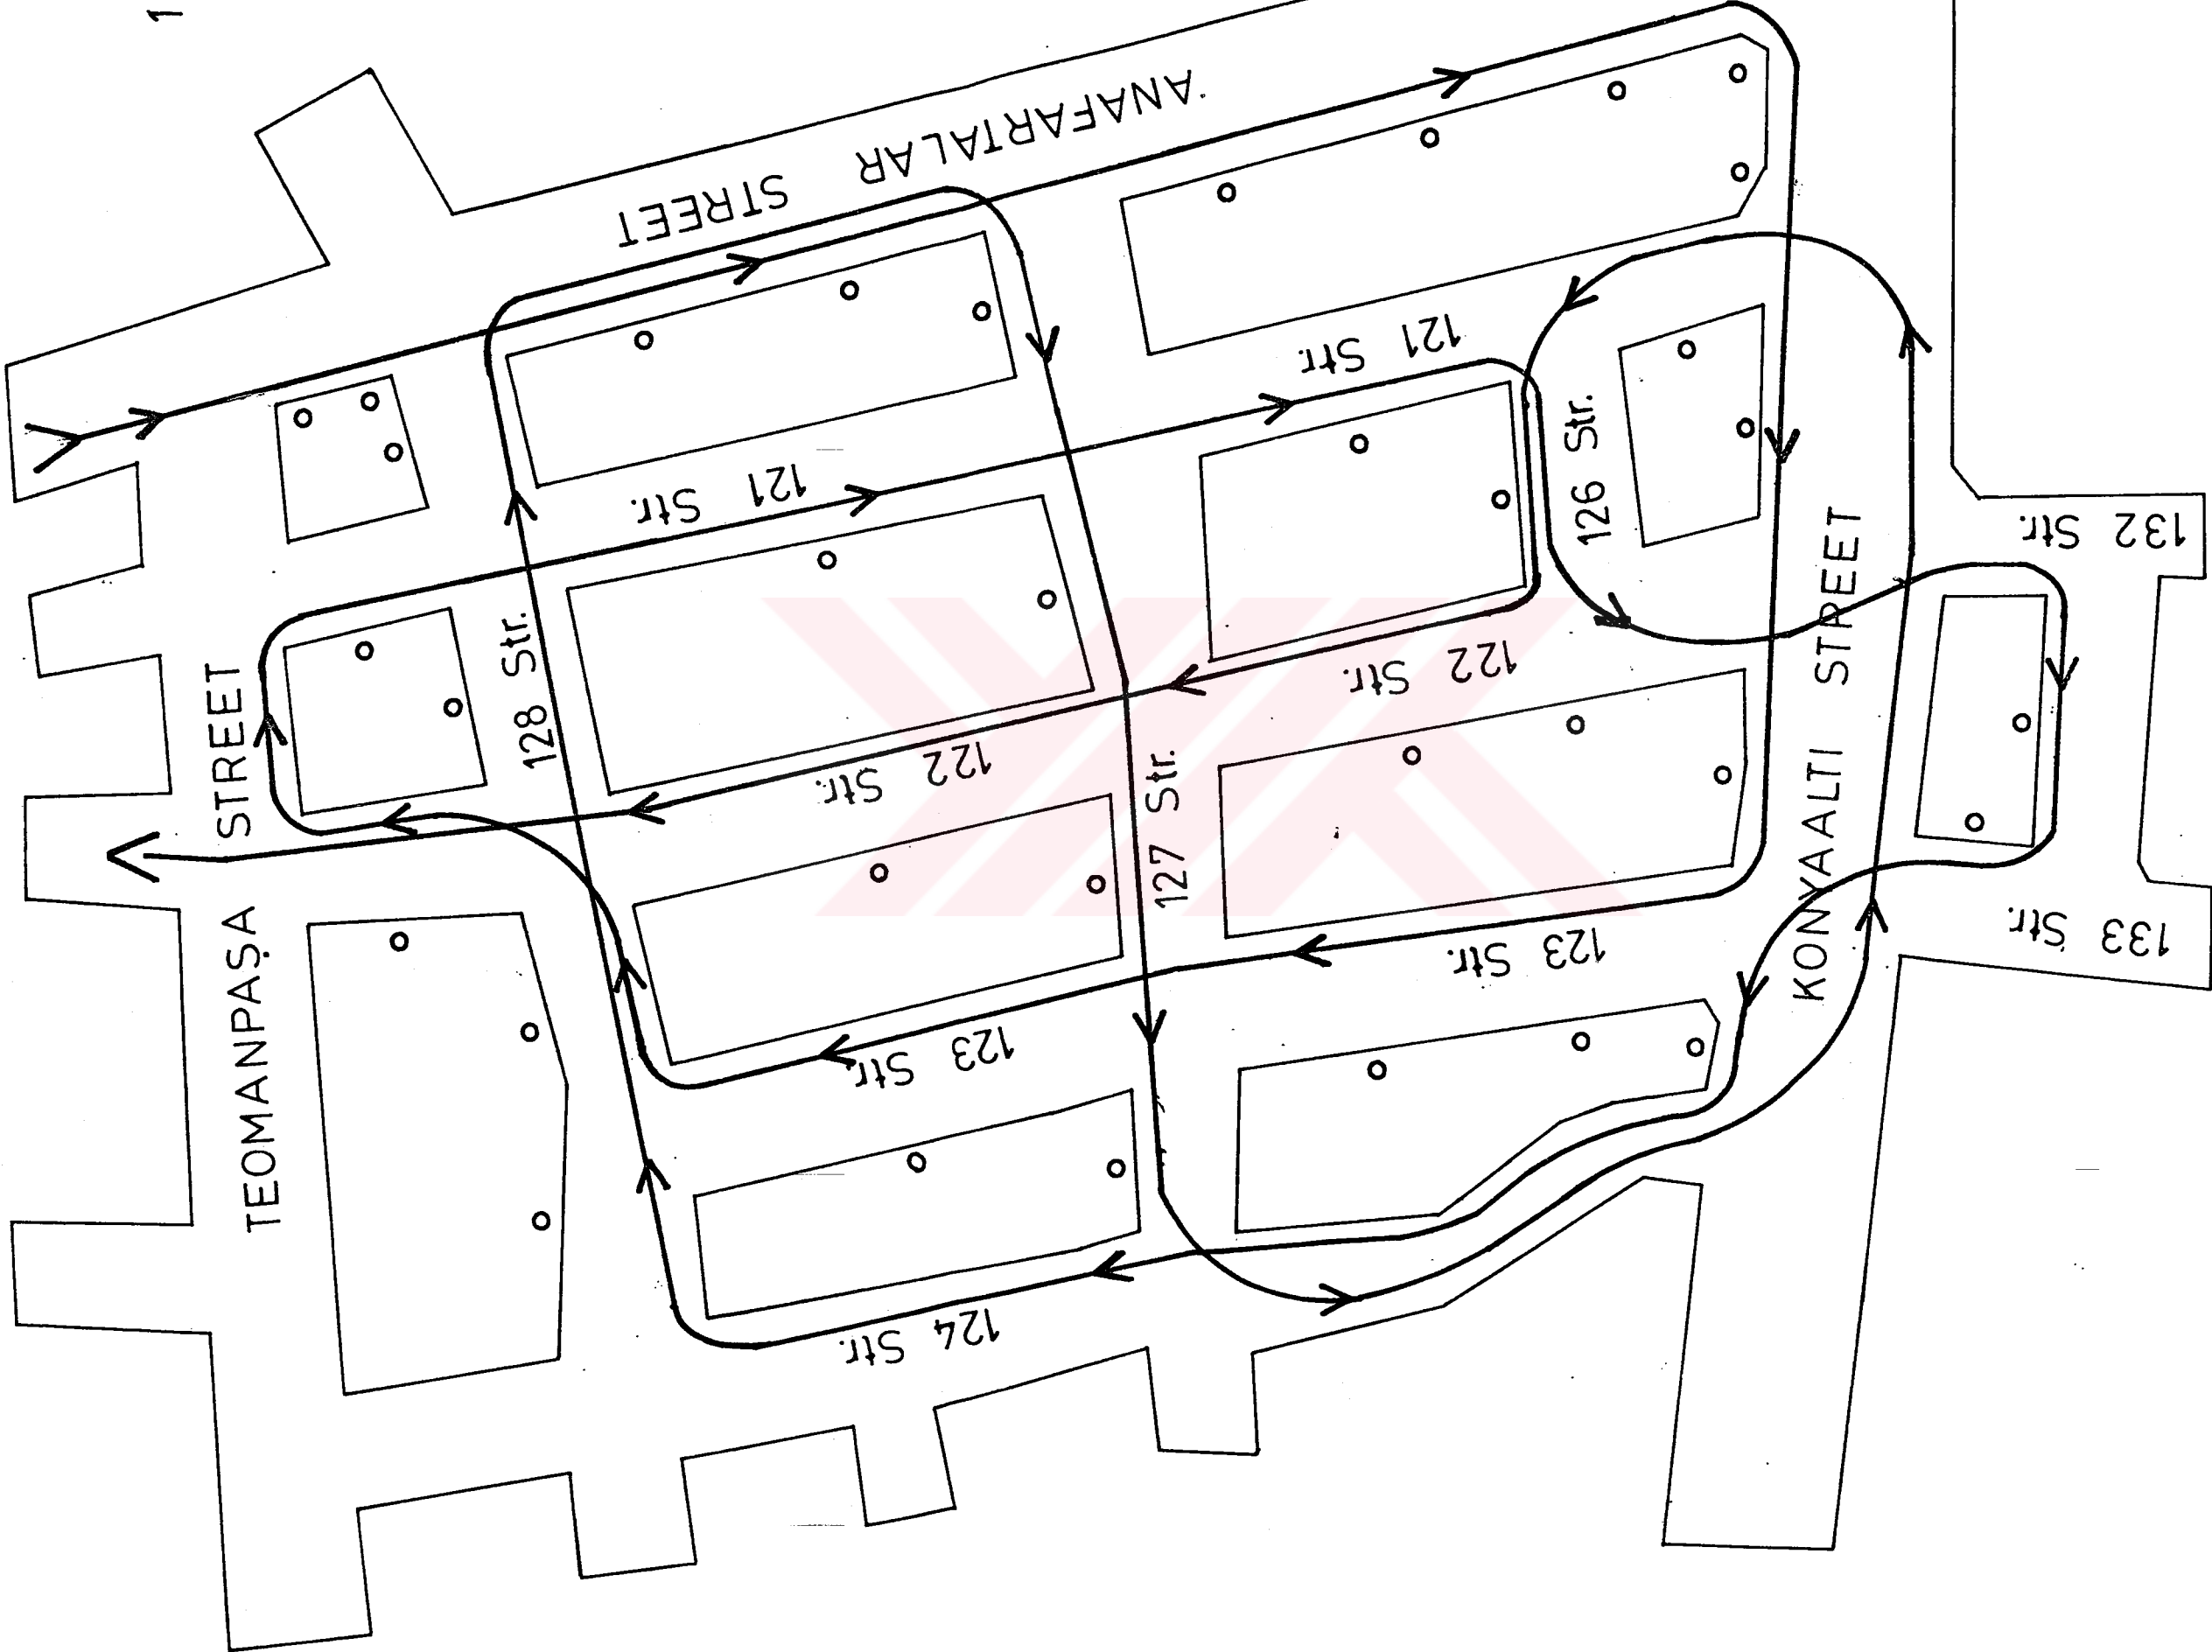 1
ANAFARTALAR STREET
121 Str.
121 Str.
126 Str.
132 Str.
122 Str.
122 Str.
128 Str.
TEOMANPAŞA STREET
127 Str.
KONYAALTI STREET
123 Str.
123 Str.
133 Str.
124 Str.